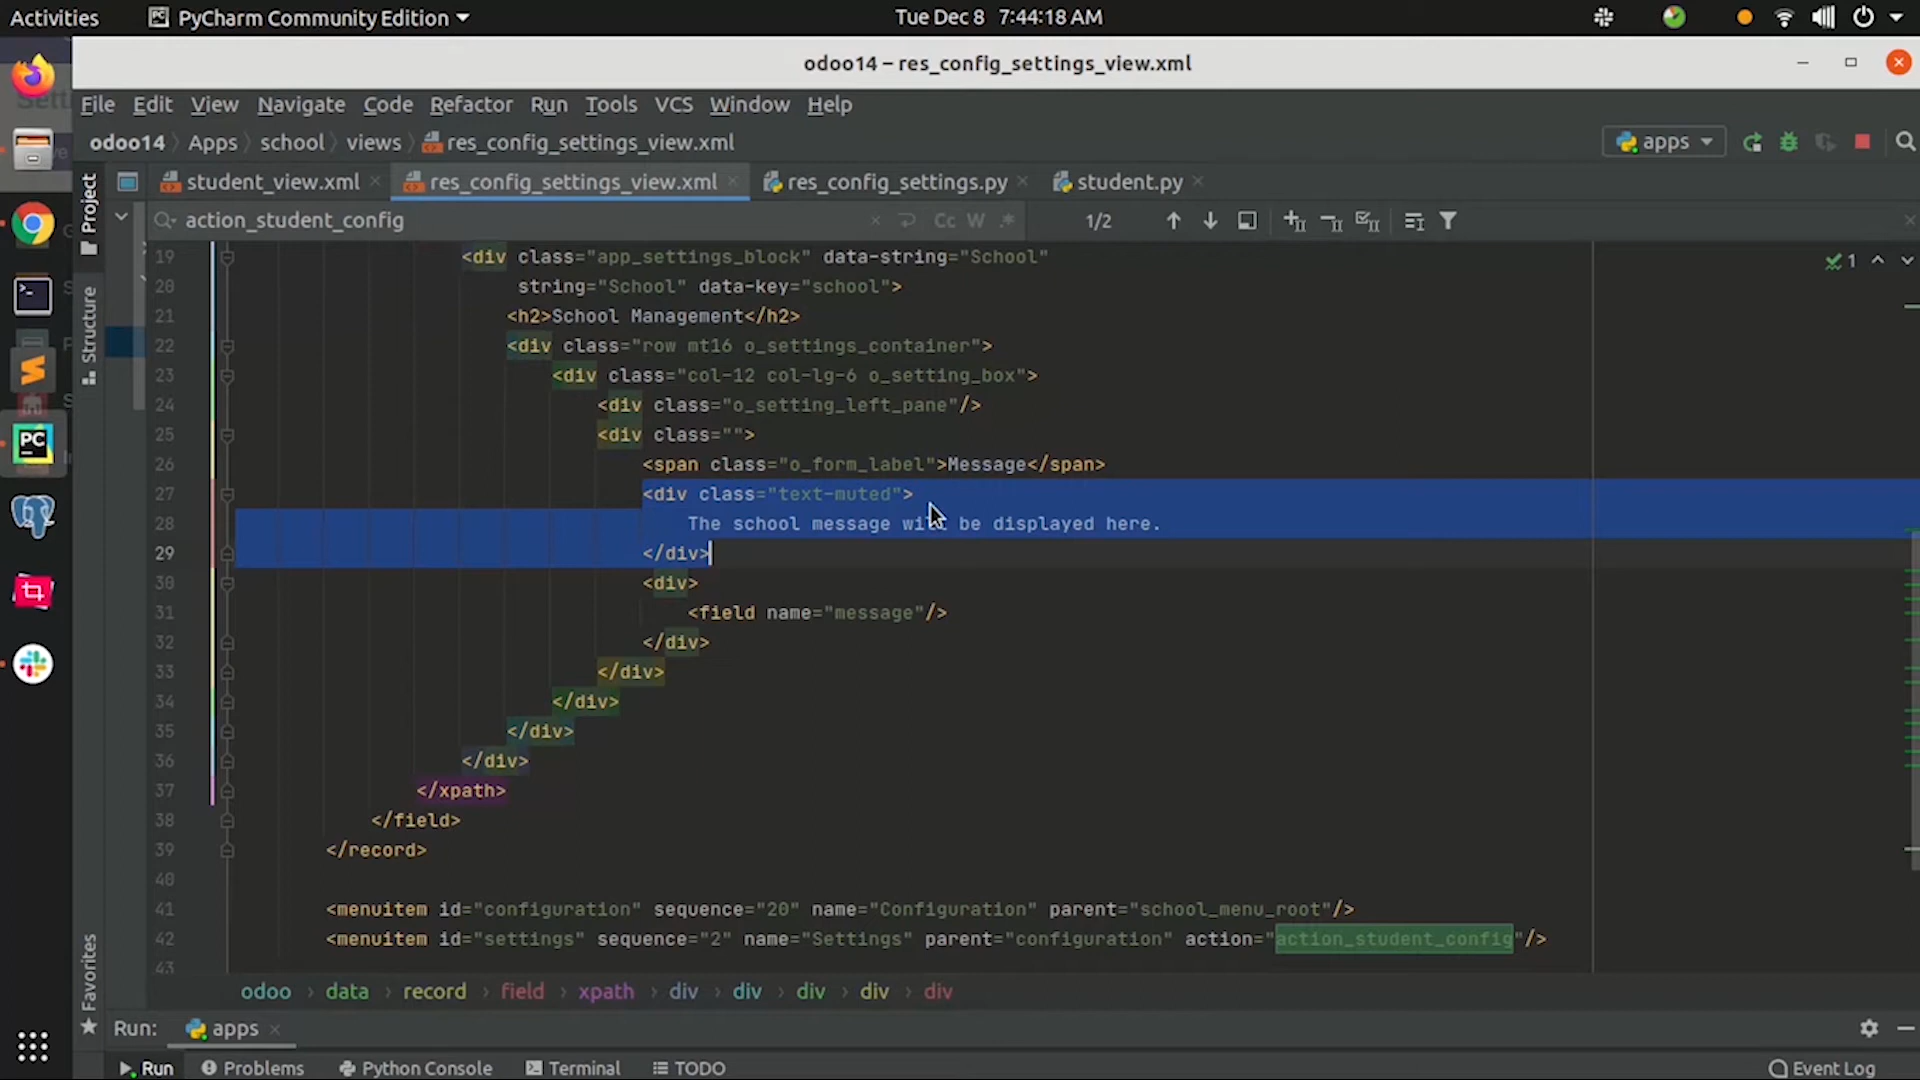 Activities PyCharm Community Edition Tue Dec 8 7:44:18 AM
odoo14 – res_config_settings_view.xml
File Edit View Navigate Code Refactor Run Tools VCS Window Help
odoo14 Apps school views res_config_settings_view.xml apps
student_view.xml res_config_settings_view.xml res_config_settings.py student.py
action_student_config Cc W .* 1/2
Project
Structure
Favorites
19 <div class="app_settings_block" data-string="School"
1
20 string="School" data-key="school">
21 <h2>School Management</h2>
22 <div class="row mt16 o_settings_container">
23 <div class="col-12 col-lg-6 o_setting_box">
24 <div class="o_setting_left_pane"/>
25 <div class="">
26 <span class="o_form_label">Message</span>
27 <div class="text-muted">
28 The school message will be displayed here.
29 </div>
30 <div>
31 <field name="message"/>
32 </div>
33 </div>
34 </div>
35 </div>
36 </div>
37 </xpath>
38 </field>
39 </record>
40
41 <menuitem id="configuration" sequence="20" name="Configuration" parent="school_menu_root"/>
42 <menuitem id="settings" sequence="2" name="Settings" parent="configuration" action="action_student_config"/>
43
odoo › data › record › field › xpath › div › div › div › div › div
Run: apps
Run Problems Python Console Terminal TODO Event Log